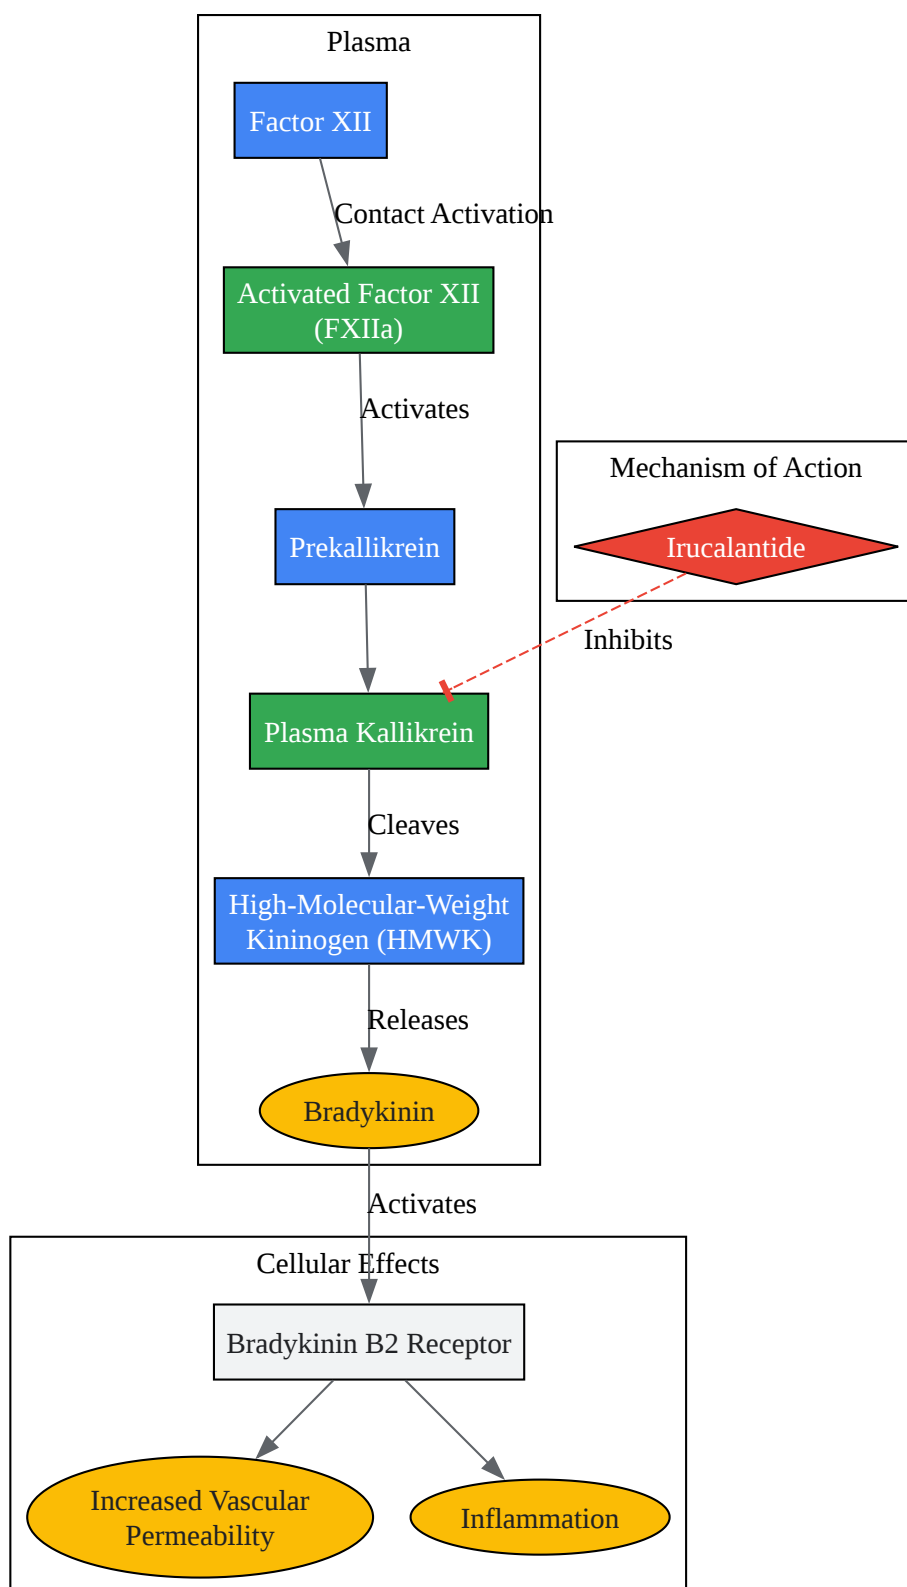 Plasma
Factor XII
Contact Activation
Activated Factor XII
(FXIIa)
Activates
Mechanism of Action
Prekallikrein
Irucalantide
Inhibits
Plasma Kallikrein
Cleaves
High-Molecular-Weight
Kininogen (HMWK)
Releases
Bradykinin
Activates
Cellular Effects
Bradykinin B2 Receptor
Increased Vascular
Permeability
Inflammation